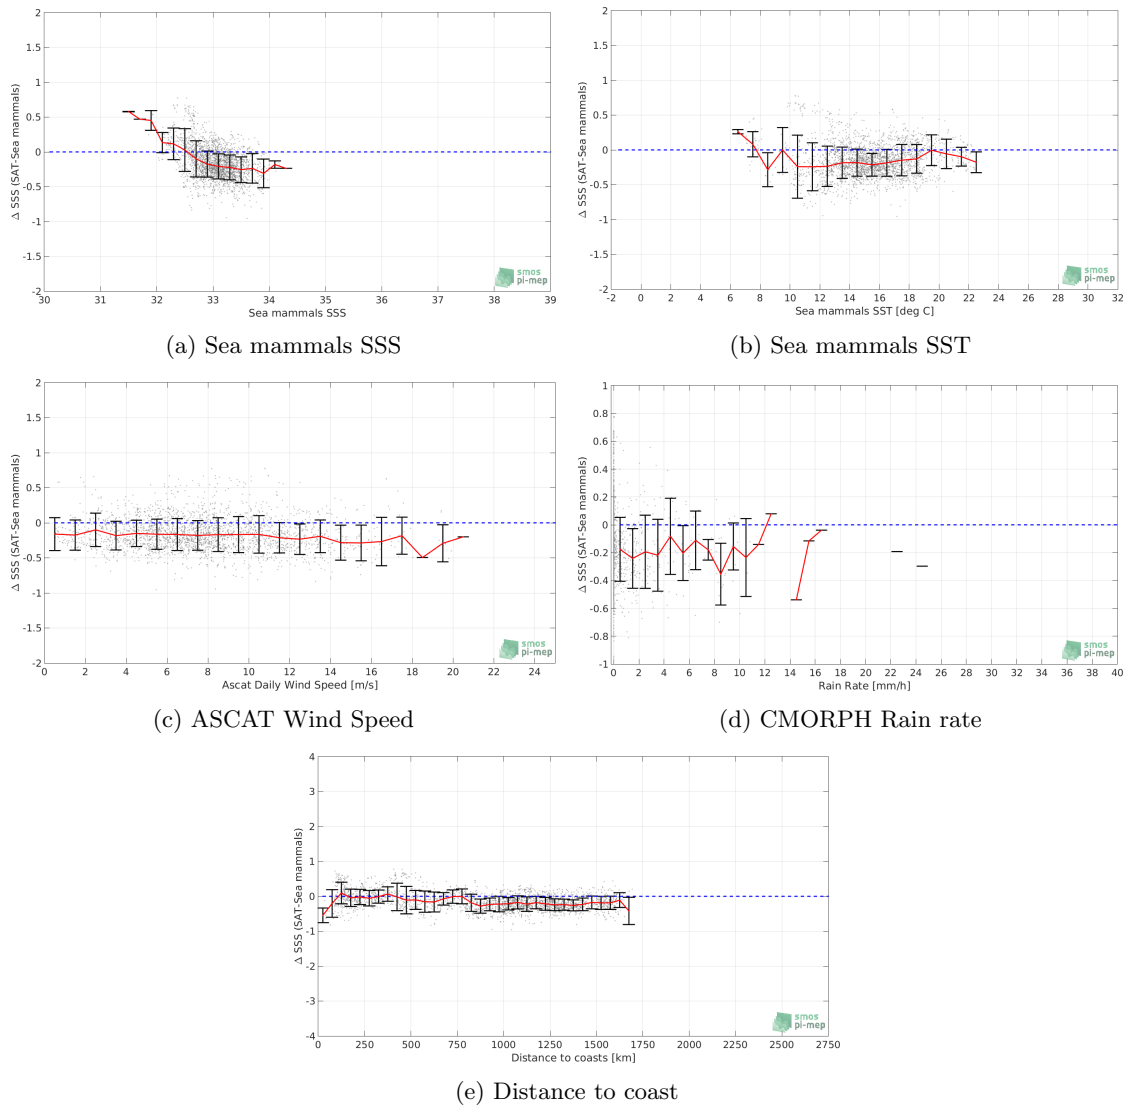 2
1.5
1
0.5
0
-0.5
-1
-1.5
-2
Δ SSS (SAT-Sea mammals)
30 31 32 33 34 35 36 37 38 39
Sea mammals SSS
smos
pi-mep
(a) Sea mammals SSS
2
1.5
1
0.5
0
-0.5
-1
-1.5
-2
Δ SSS (SAT-Sea mammals)
-2 0 2 4 6 8 10 12 14 16 18 20 22 24 26 28 30 32
Sea mammals SST [deg C]
smos
pi-mep
(b) Sea mammals SST
2
1.5
1
0.5
0
-0.5
-1
-1.5
-2
Δ SSS (SAT-Sea mammals)
0 2 4 6 8 10 12 14 16 18 20 22 24
Ascat Daily Wind Speed [m/s]
smos
pi-mep
(c) ASCAT Wind Speed
1
0.8
0.6
0.4
0.2
0
-0.2
-0.4
-0.6
-0.8
-1
Δ SSS (SAT-Sea mammals)
0 2 4 6 8 10 12 14 16 18 20 22 24 26 28 30 32 34 36 38 40
Rain Rate [mm/h]
smos
pi-mep
(d) CMORPH Rain rate
4
3
2
1
0
-1
-2
-3
-4
Δ SSS (SAT-Sea mammals)
0 250 500 750 1000 1250 1500 1750 2000 2250 2500 2750
Distance to coasts [km]
smos
pi-mep
(e) Distance to coast